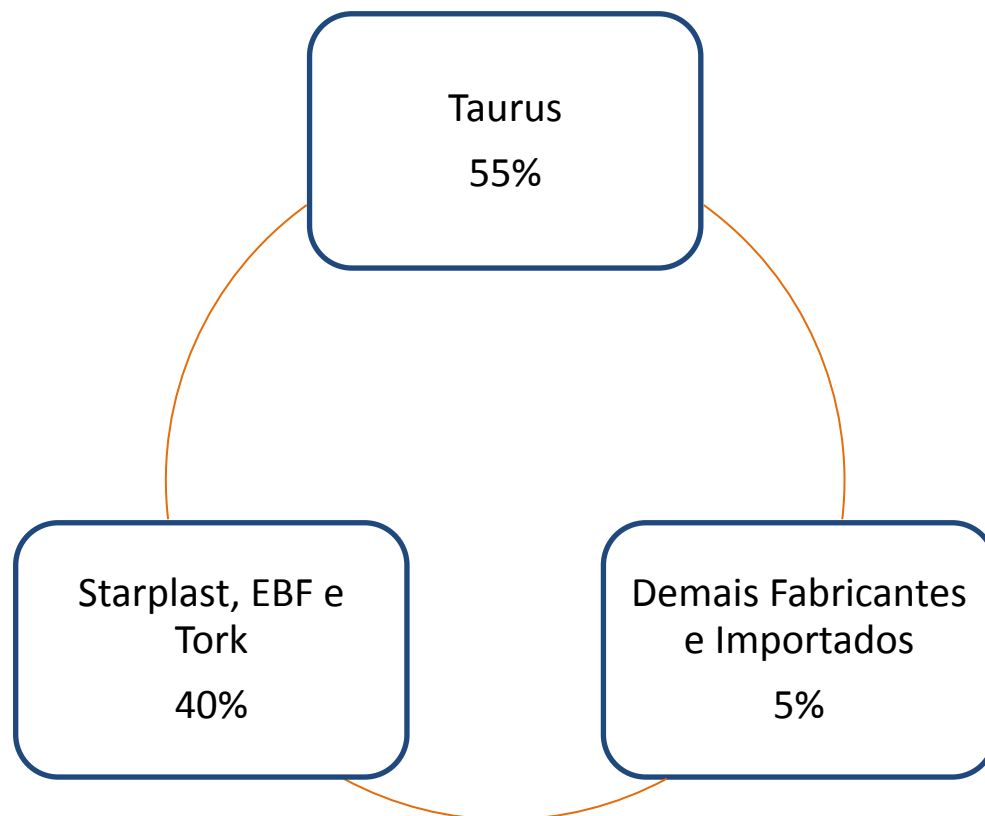 Taurus
55%
Starplast, EBF e
Tork
40%
Demais Fabricantes
e Importados
5%